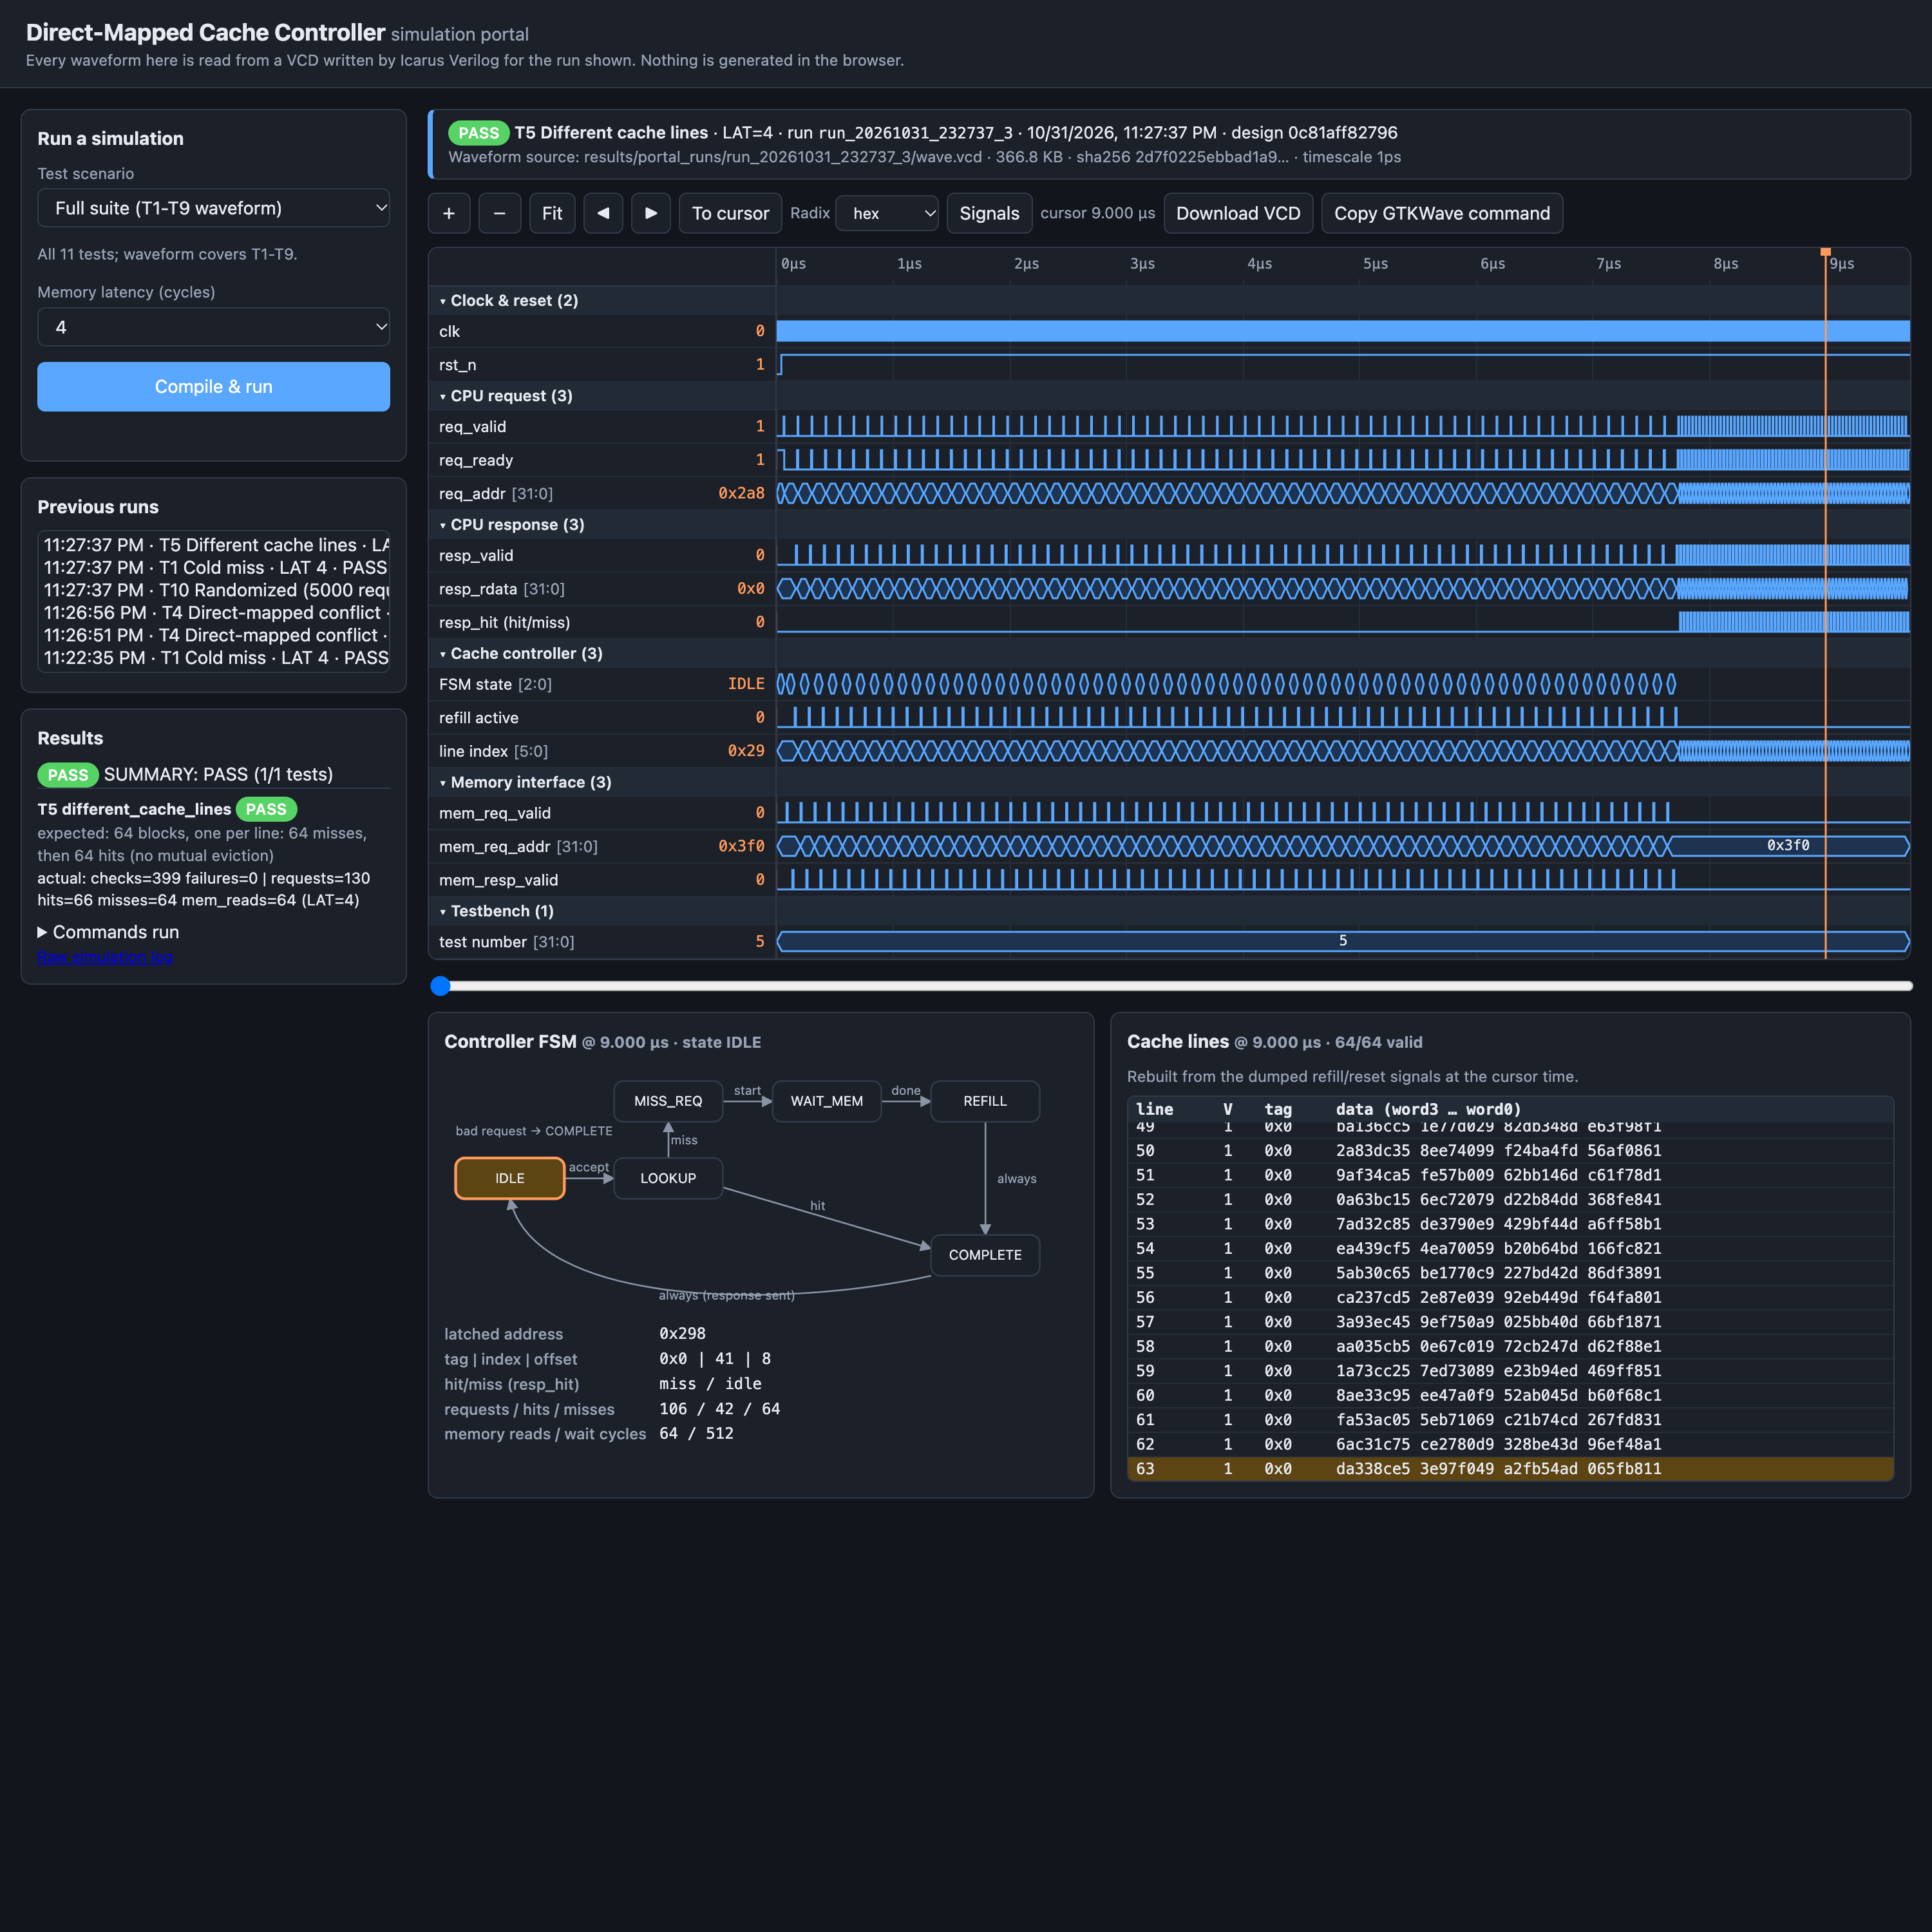 Direct-Mapped Cache Controller simulation portal
Every waveform here is read from a VCD written by Icarus Verilog for the run shown. Nothing is generated in the browser.
Run a simulation
Test scenario
Full suite (T1-T9 waveform)
All 11 tests; waveform covers T1-T9.
Memory latency (cycles)
4
Compile & run
Previous runs
11:27:37 PM · T5 Different cache lines · LA
11:27:37 PM · T1 Cold miss · LAT 4 · PASS
11:27:37 PM · T10 Randomized (5000 requ
11:26:56 PM · T4 Direct-mapped conflict ·
11:26:51 PM · T4 Direct-mapped conflict ·
11:22:35 PM · T1 Cold miss · LAT 4 · PASS
Results
PASS SUMMARY: PASS (1/1 tests)
T5 different_cache_lines PASS
expected: 64 blocks, one per line: 64 misses,
then 64 hits (no mutual eviction)
actual: checks=399 failures=0 | requests=130
hits=66 misses=64 mem_reads=64 (LAT=4)
▶ Commands run
Raw simulation log
PASS T5 Different cache lines · LAT=4 · run run_20261031_232737_3 · 10/31/2026, 11:27:37 PM · design 0c81aff82796
Waveform source: results/portal_runs/run_20261031_232737_3/wave.vcd · 366.8 KB · sha256 2d7f0225ebbad1a9… · timescale 1ps
+ − Fit ◀ ▶ To cursor Radix hex Signals cursor 9.000 µs Download VCD Copy GTKWave command
0µs 1µs 2µs 3µs 4µs 5µs 6µs 7µs 8µs 9µs
▾ Clock & reset (2)
clk 0
rst_n 1
▾ CPU request (3)
req_valid 1
req_ready 1
req_addr [31:0] 0x2a8
▾ CPU response (3)
resp_valid 0
resp_rdata [31:0] 0x0
resp_hit (hit/miss) 0
▾ Cache controller (3)
FSM state [2:0] IDLE
refill active 0
line index [5:0] 0x29
▾ Memory interface (3)
mem_req_valid 0
mem_req_addr [31:0] 0x3f0 0x3f0
mem_resp_valid 0
▾ Testbench (1)
test number [31:0] 5 5
Controller FSM @ 9.000 µs · state IDLE
MISS_REQ start WAIT_MEM done REFILL
bad request → COMPLETE
miss
IDLE accept LOOKUP
always
hit
COMPLETE
always (response sent)
latched address 0x298
tag | index | offset 0x0 | 41 | 8
hit/miss (resp_hit) miss / idle
requests / hits / misses 106 / 42 / 64
memory reads / wait cycles 64 / 512
Cache lines @ 9.000 µs · 64/64 valid
Rebuilt from the dumped refill/reset signals at the cursor time.
line V tag data (word3 … word0)
49 1 0x0 ba136cc5 1e77d029 82db348d e63f98f1
50 1 0x0 2a83dc35 8ee74099 f24ba4fd 56af0861
51 1 0x0 9af34ca5 fe57b009 62bb146d c61f78d1
52 1 0x0 0a63bc15 6ec72079 d22b84dd 368fe841
53 1 0x0 7ad32c85 de3790e9 429bf44d a6ff58b1
54 1 0x0 ea439cf5 4ea70059 b20b64bd 166fc821
55 1 0x0 5ab30c65 be1770c9 227bd42d 86df3891
56 1 0x0 ca237cd5 2e87e039 92eb449d f64fa801
57 1 0x0 3a93ec45 9ef750a9 025bb40d 66bf1871
58 1 0x0 aa035cb5 0e67c019 72cb247d d62f88e1
59 1 0x0 1a73cc25 7ed73089 e23b94ed 469ff851
60 1 0x0 8ae33c95 ee47a0f9 52ab045d b60f68c1
61 1 0x0 fa53ac05 5eb71069 c21b74cd 267fd831
62 1 0x0 6ac31c75 ce2780d9 328be43d 96ef48a1
63 1 0x0 da338ce5 3e97f049 a2fb54ad 065fb811